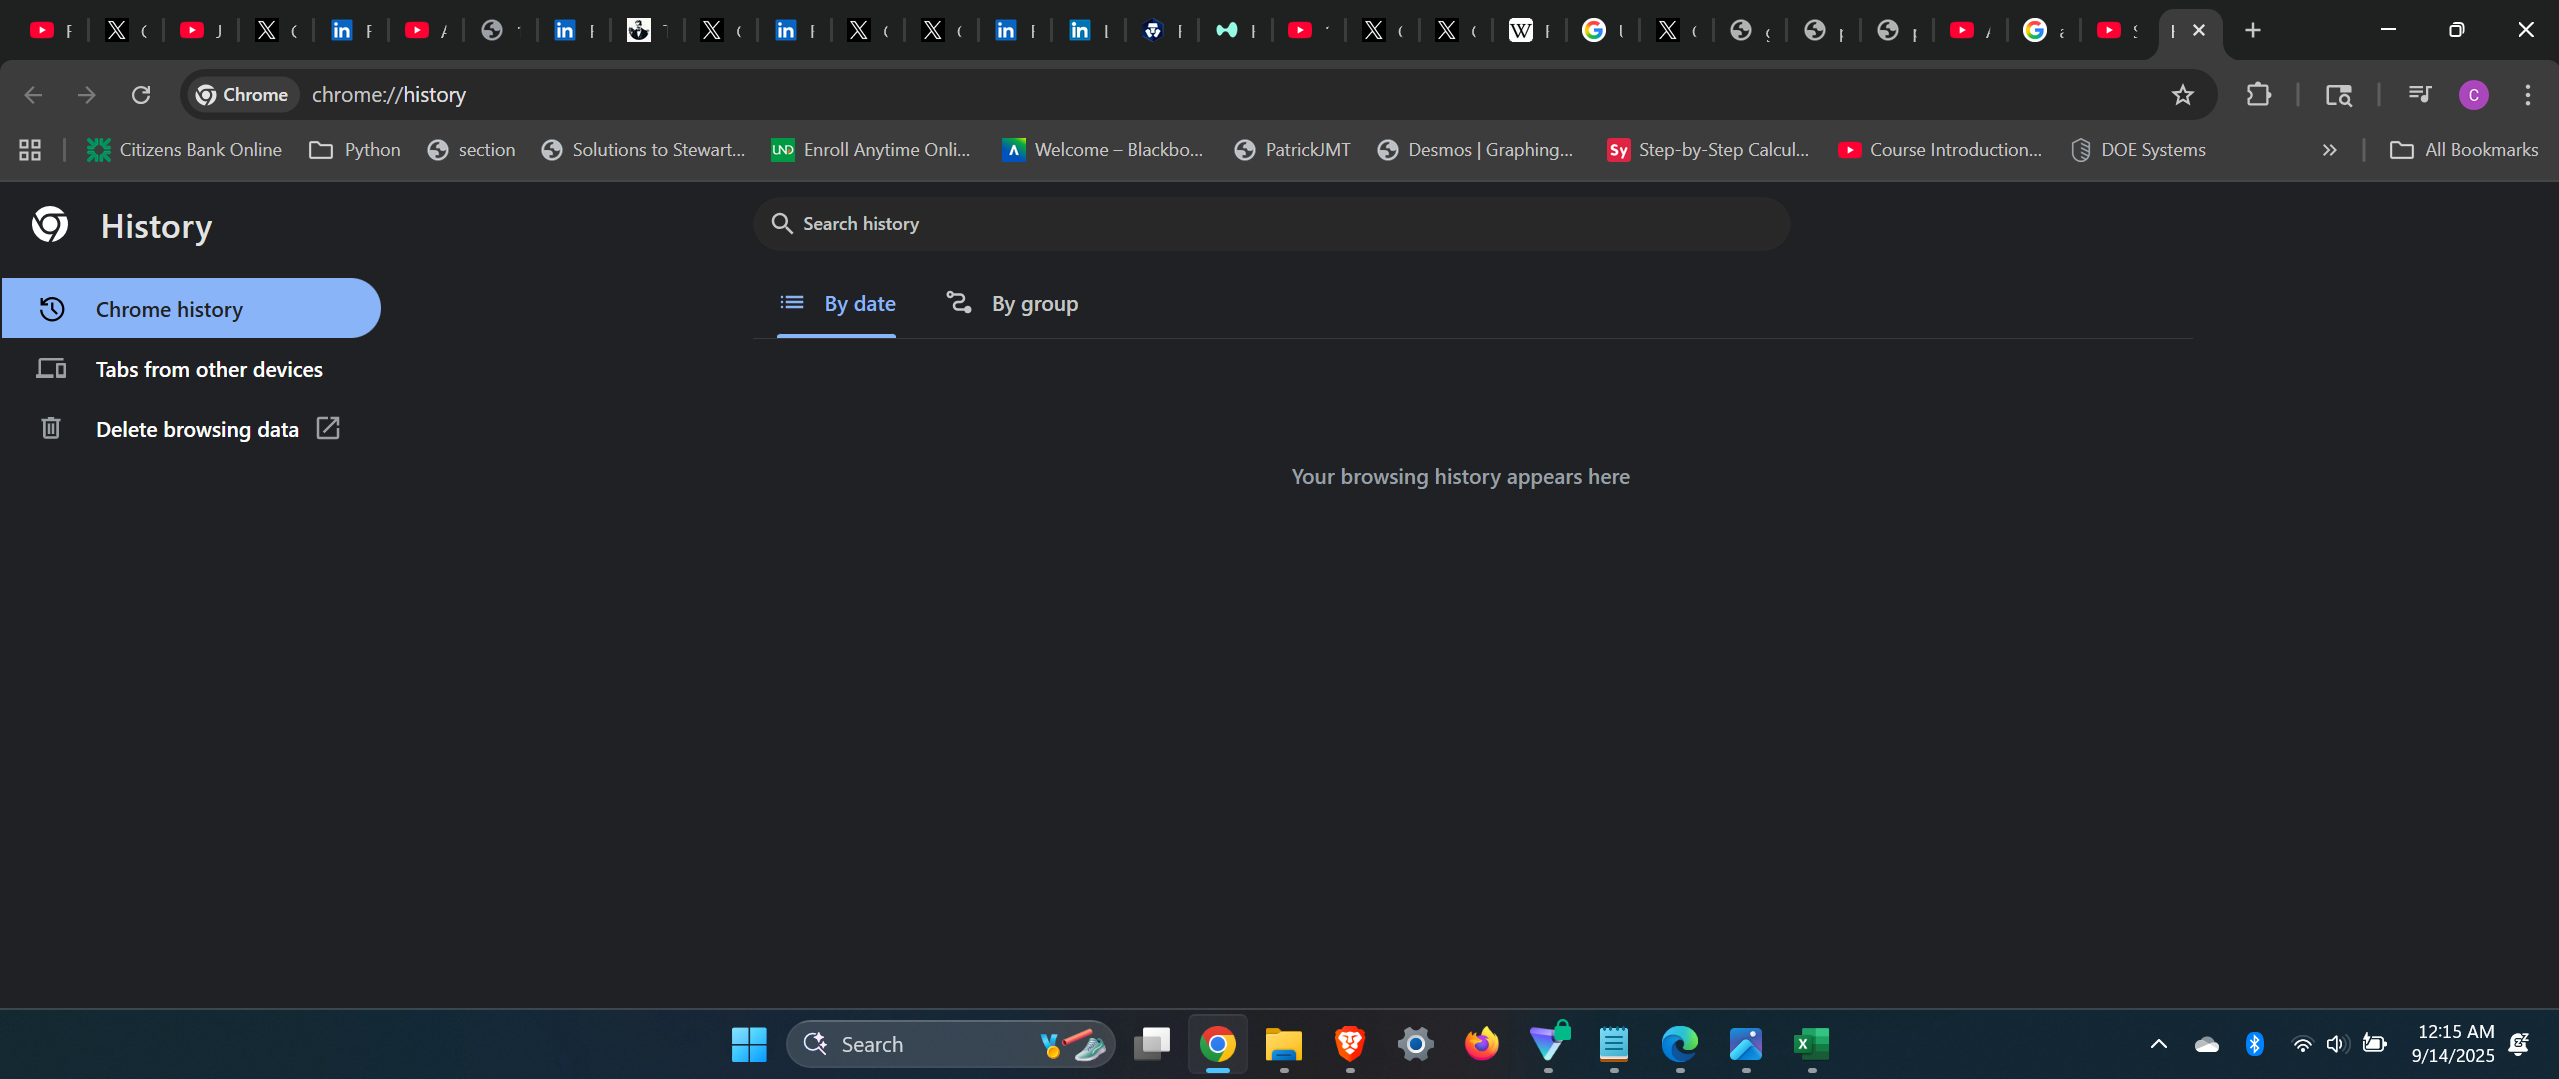 Chrome chrome://history C
Citizens Bank Online Python section Solutions to Stewart... UND Enroll Anytime Onli... Welcome – Blackbo... PatrickJMT Desmos | Graphing... Sy Step-by-Step Calcul... Course Introduction... DOE Systems All Bookmarks
History
Search history
Chrome history
By date By group
Tabs from other devices
Delete browsing data
Your browsing history appears here
Search
12:15 AM
9/14/2025